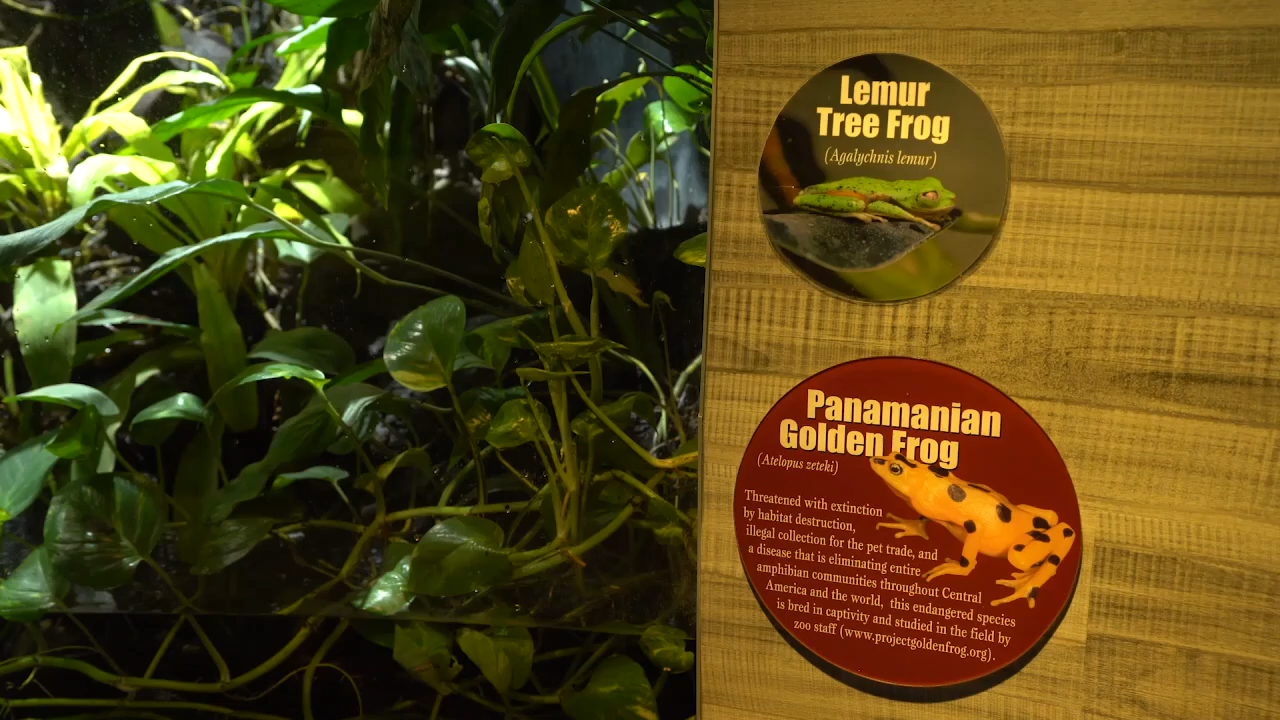 Lemur
Tree Frog
(Agalychnis lemur)
Panamanian
Golden Frog
(Atelopus zeteki)
Threatened with extinction
by habitat destruction,
illegal collection for the pet trade, and
a disease that is eliminating entire
amphibian communities throughout Central
America and the world, this endangered species
is bred in captivity and studied in the field by
zoo staff (www.projectgoldenfrog.org).